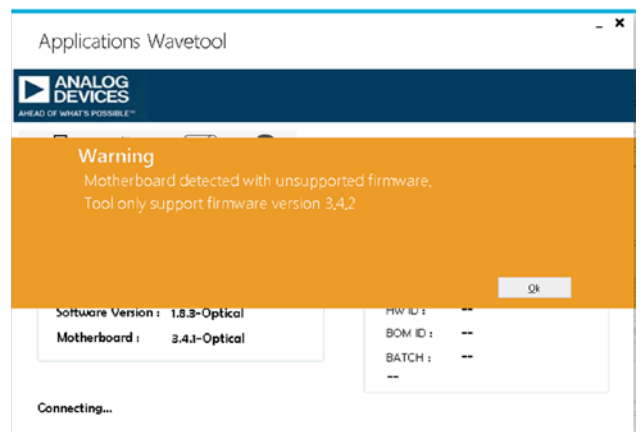 Applications Wavetool
ANALOG
DEVICES
AHEAD OF WHAT'S POSSIBLE™
Warning
Motherboard detected with unsupported firmware,
Tool only support firmware version 3.4.2
Ok
Software Version : 1.8.3-Optical
HW ID : --
Motherboard : 3.4.1-Optical
BOM ID : --
BATCH : --
--
Connecting...